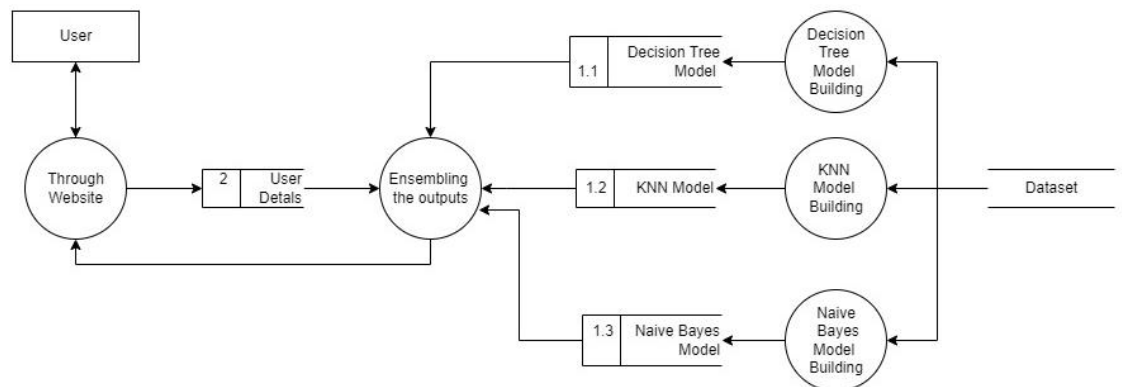 User
Through
Website
2
User
Detals
Ensembling
the outputs
1.1
Decision Tree
Model
Decision
Tree
Model
Building
1.2
KNN Model
KNN
Model
Building
Dataset
1.3
Naive Bayes
Model
Naive
Bayes
Model
Building